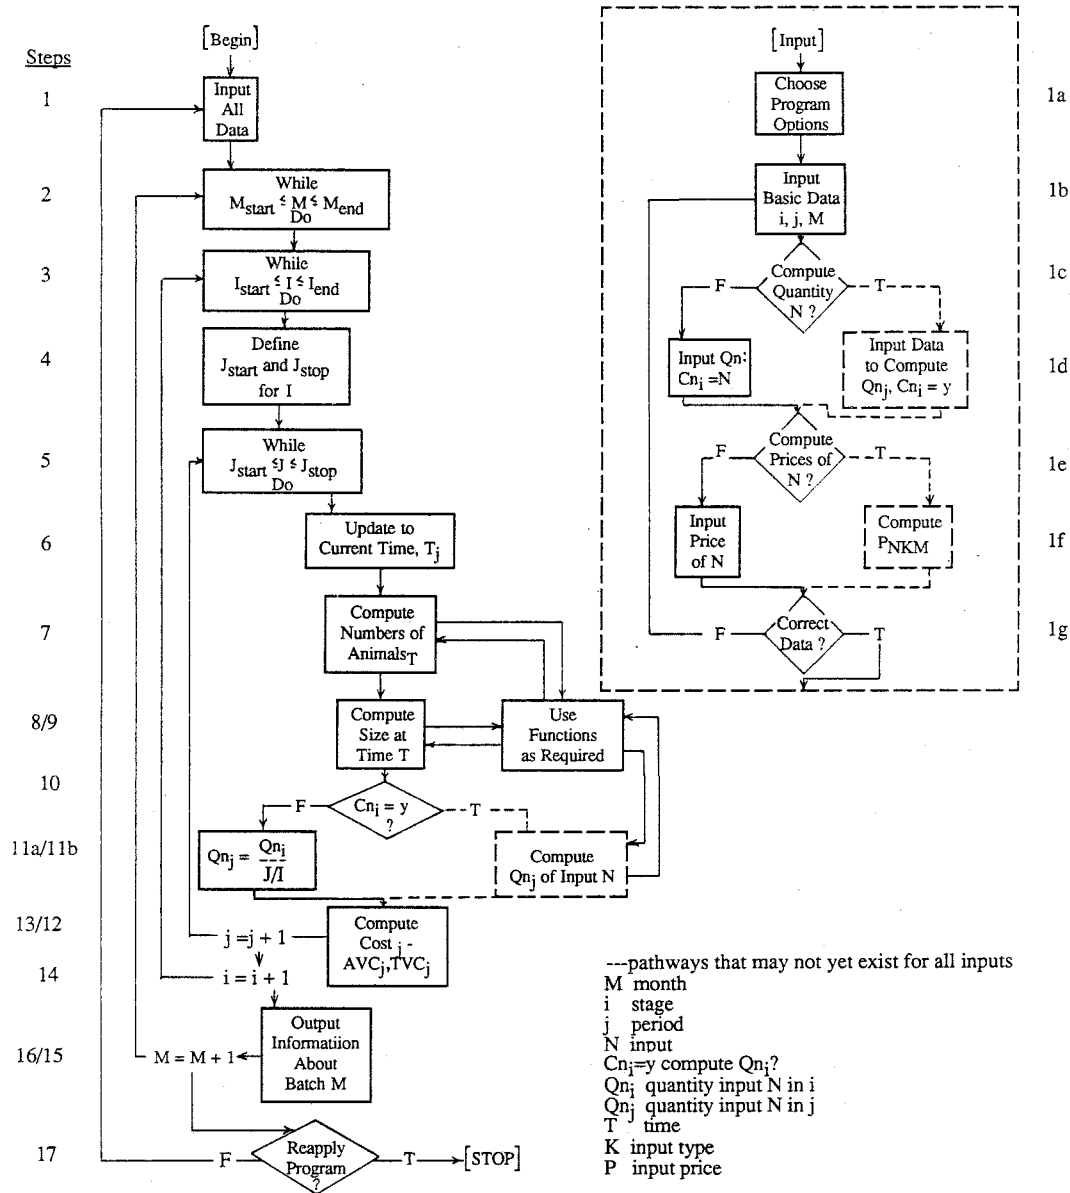 [Begin]
Steps
1
Input
All
Data
2
While
Mstart ≤ M ≤ Mend
Do
3
While
Istart ≤ I ≤ Iend
Do
4
Define
Jstart and Jstop
for I
5
While
Jstart ≤J ≤ Jstop
Do
6
Update to
Current Time, Tj
7
Compute
Numbers of
AnimalsT
8/9
Compute
Size at
Time T
Use
Functions
as Required
10
F
Cni = y
?
T
11a/11b
Qnj = Qni
---
J/I
Compute
Qnj of Input N
13/12
j =j + 1
Compute
Cost j -
AVCj,TVCj
14
i = i + 1
16/15
M = M + 1
Output
Informatiion
About
Batch M
17
F
Reapply
Program
?
T
[STOP]
[Input]
Choose
Program
Options
1a
Input
Basic Data
i, j, M
1b
F
Compute
Quantity
N ?
T
1c
Input Qn:
Cni =N
Input Data
to Compute
Qnj, Cni = y
1d
F
Compute
Prices of
N ?
T
1e
Input
Price
of N
Compute
PNKM
1f
F
Correct
Data ?
T
1g
---pathways that may not yet exist for all inputs
M month
i stage
j period
N input
Cni=y compute Qni?
Qni quantity input N in i
Qnj quantity input N in j
T time
K input type
P input price